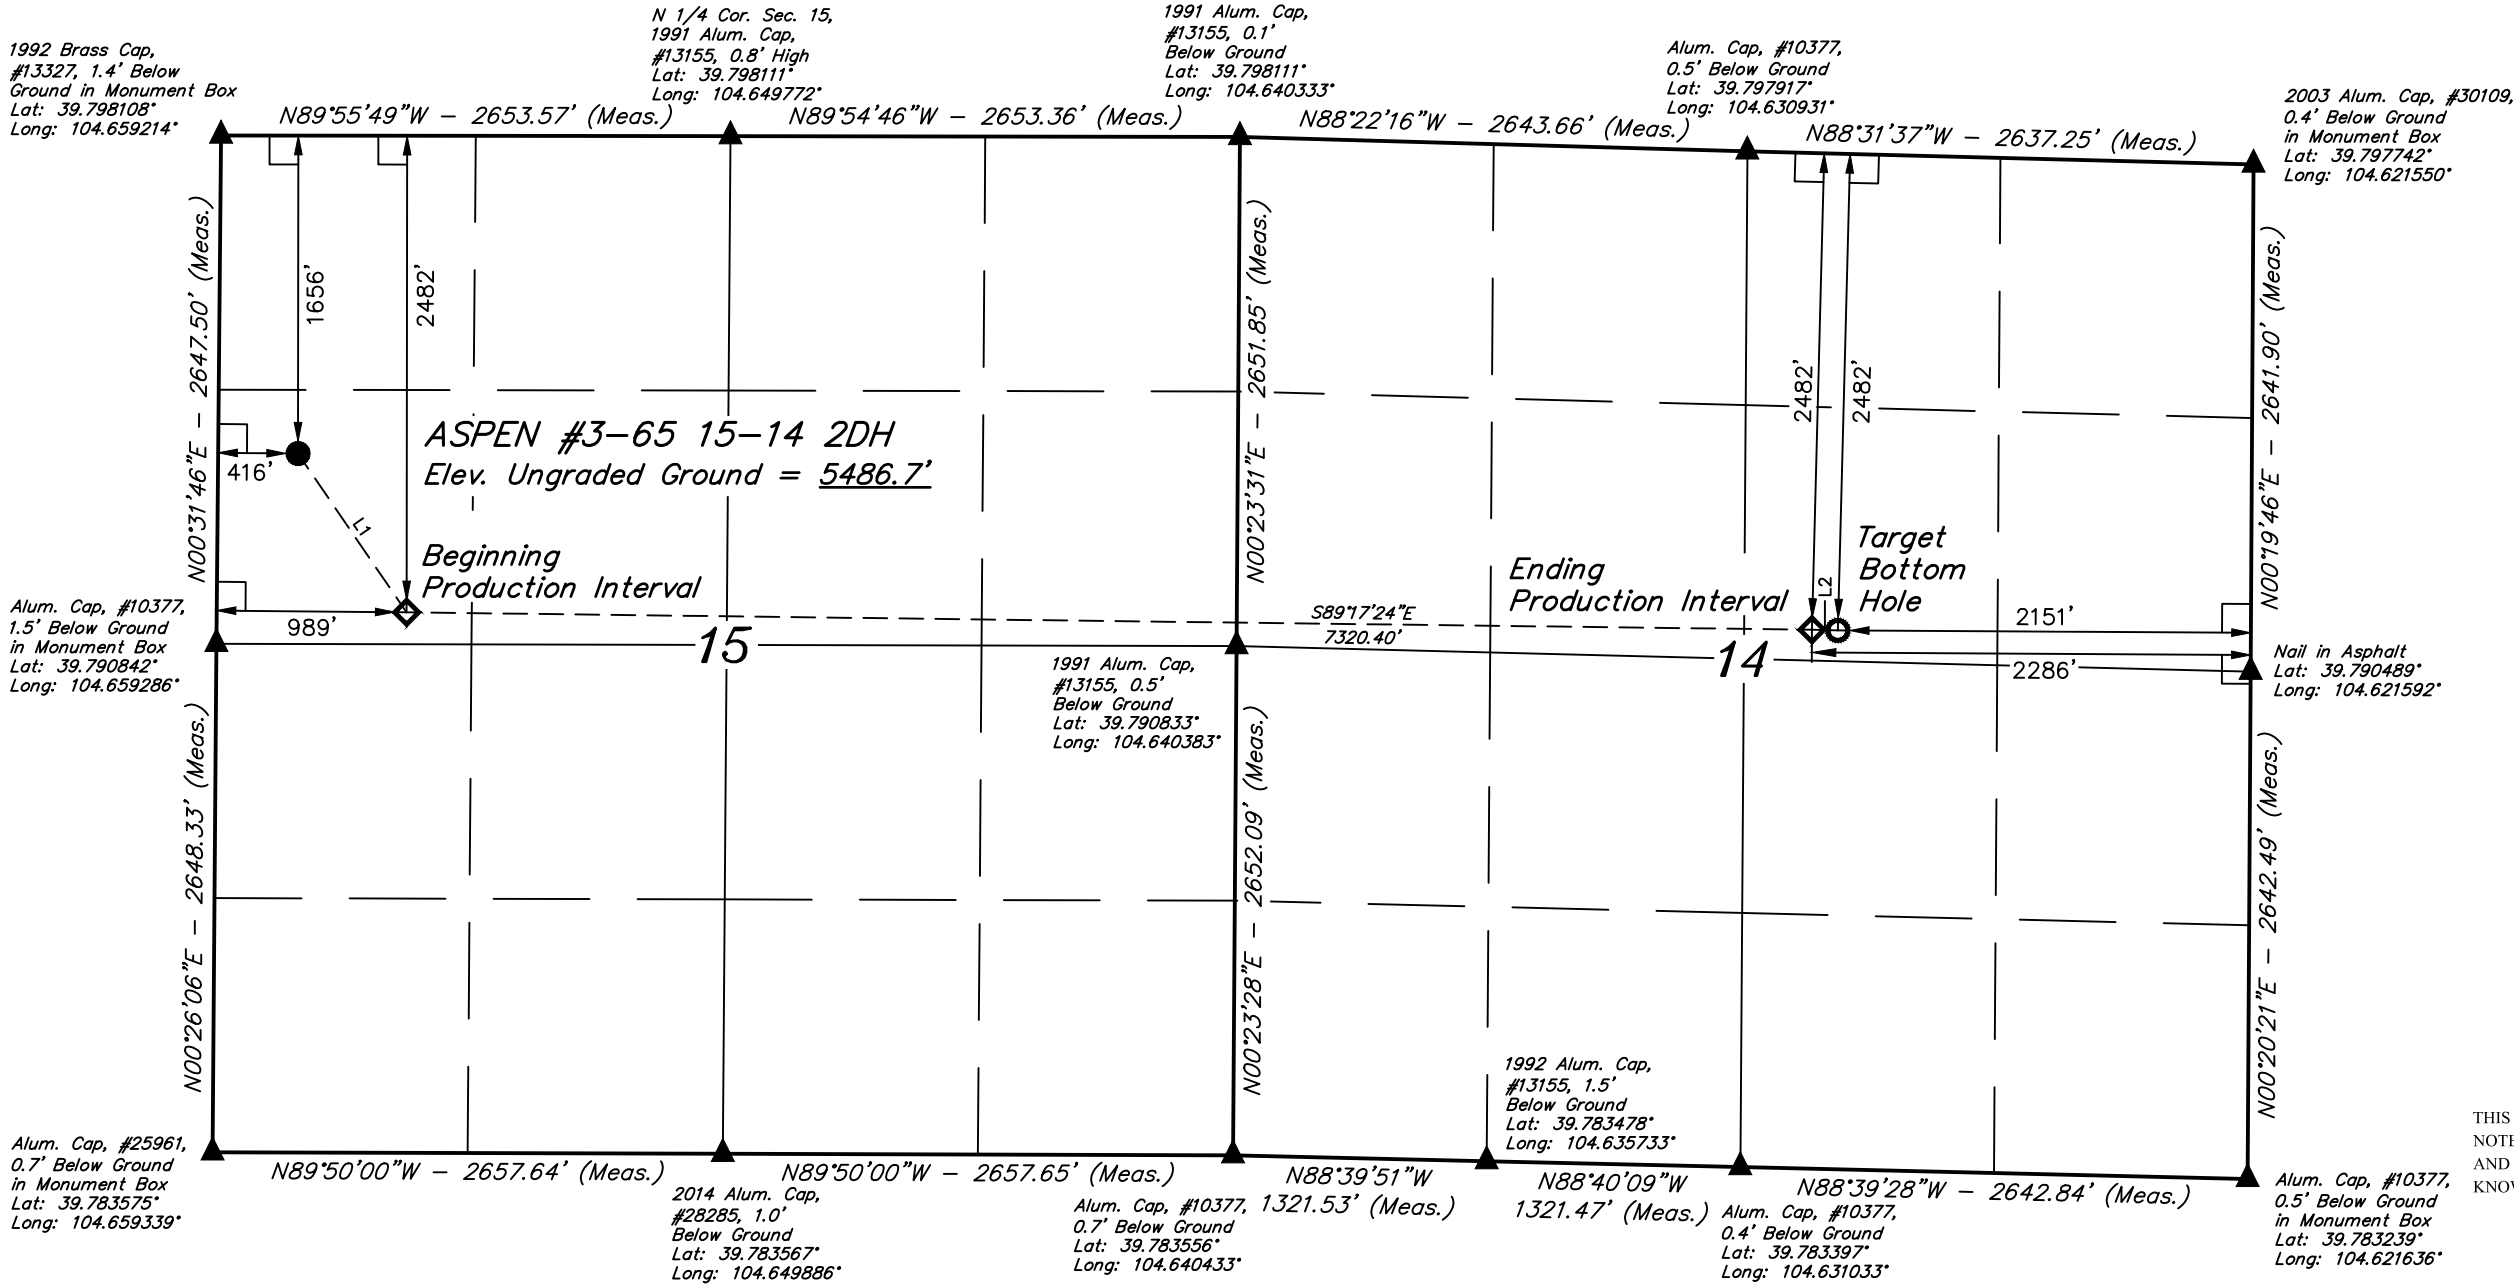 N 1/4 Cor. Sec. 15,
1991 Alum. Cap,
#13155, 0.8' High
Lat: 39.798111°
Long: 104.649772°
1991 Alum. Cap,
#13155, 0.1'
Below Ground
Lat: 39.798111°
Long: 104.640333°
1992 Brass Cap,
#13327, 1.4' Below
Ground in Monument Box
Lat: 39.798108°
Long: 104.659214°
Alum. Cap, #10377,
0.5' Below Ground
Lat: 39.797917°
Long: 104.630931°
2003 Alum. Cap, #30109,
0.4' Below Ground
in Monument Box
Lat: 39.797742°
Long: 104.621550°
N89°55'49"W - 2653.57' (Meas.)
N89°54'46"W - 2653.36' (Meas.)
N88°22'16"W - 2643.66' (Meas.)
N88°31'37"W - 2637.25' (Meas.)
N00°31'46"E - 2647.50' (Meas.)
1656'
2482'
N00°23'31"E - 2651.85' (Meas.)
2482'
2482'
N00°19'46"E - 2641.90' (Meas.)
416'
ASPEN #3-65 15-14 2DH
Elev. Ungraded Ground = 5486.7'
L1
Beginning
Production Interval
Ending
Production Interval
L2
Target
Bottom
Hole
989'
S89°17'24"E
7320.40'
2151'
2286'
15
14
Alum. Cap, #10377,
1.5' Below Ground
in Monument Box
Lat: 39.790842°
Long: 104.659286°
1991 Alum. Cap,
#13155, 0.5'
Below Ground
Lat: 39.790833°
Long: 104.640383°
Nail in Asphalt
Lat: 39.790489°
Long: 104.621592°
N00°26'06"E - 2648.33' (Meas.)
N00°23'28"E - 2652.09' (Meas.)
N00°20'21"E - 2642.49' (Meas.)
1992 Alum. Cap,
#13155, 1.5'
Below Ground
Lat: 39.783478°
Long: 104.635733°
THIS
NOTE
AND
KNOW
Alum. Cap, #25961,
0.7' Below Ground
in Monument Box
Lat: 39.783575°
Long: 104.659339°
N89°50'00"W - 2657.64' (Meas.)
N89°50'00"W - 2657.65' (Meas.)
N88°39'51"W
1321.53' (Meas.)
N88°40'09"W
1321.47' (Meas.)
N88°39'28"W - 2642.84' (Meas.)
2014 Alum. Cap,
#28285, 1.0'
Below Ground
Lat: 39.783567°
Long: 104.649886°
Alum. Cap, #10377,
0.7' Below Ground
Lat: 39.783556°
Long: 104.640433°
Alum. Cap, #10377,
0.4' Below Ground
Lat: 39.783397°
Long: 104.631033°
Alum. Cap, #10377,
0.5' Below Ground
in Monument Box
Lat: 39.783239°
Long: 104.621636°